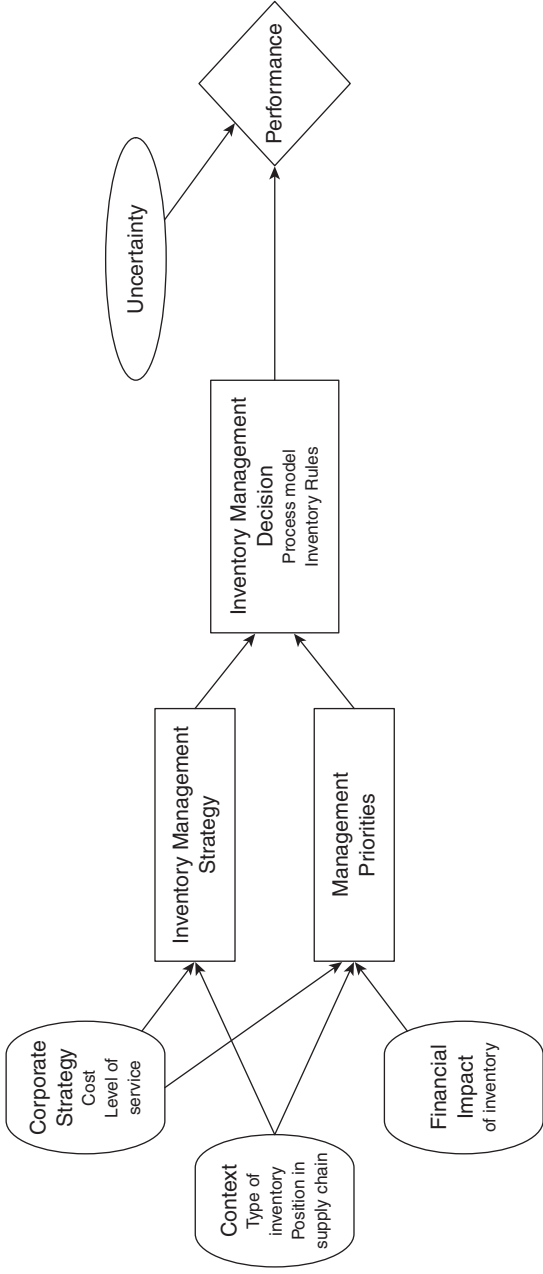 Corporate
Strategy
Cost
Level of
service
Context
Type of
inventory
Position in
supply chain
Financial
Impact
of inventory
Inventory Management
Strategy
Management
Priorities
Inventory Management
Decision
Process model
Inventory Rules
Uncertainty
Performance